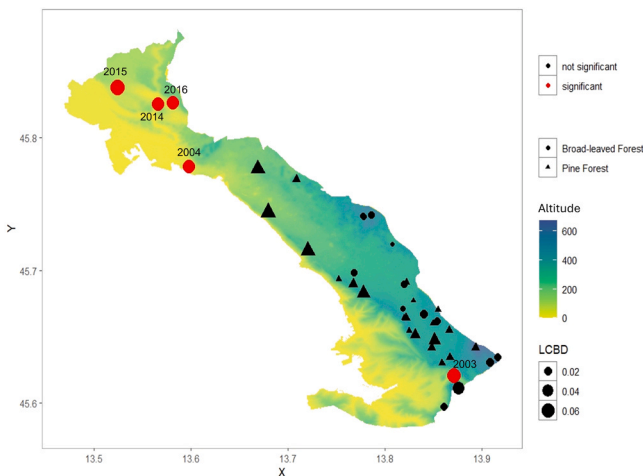 2015
2016
2014
2004
2003
45.8
45.7
45.6
Y
13.5 13.6 13.7 13.8 13.9
X
not significant
significant
Broad-leaved Forest
Pine Forest
Altitude
600
400
200
0
LCBD
0.02
0.04
0.06